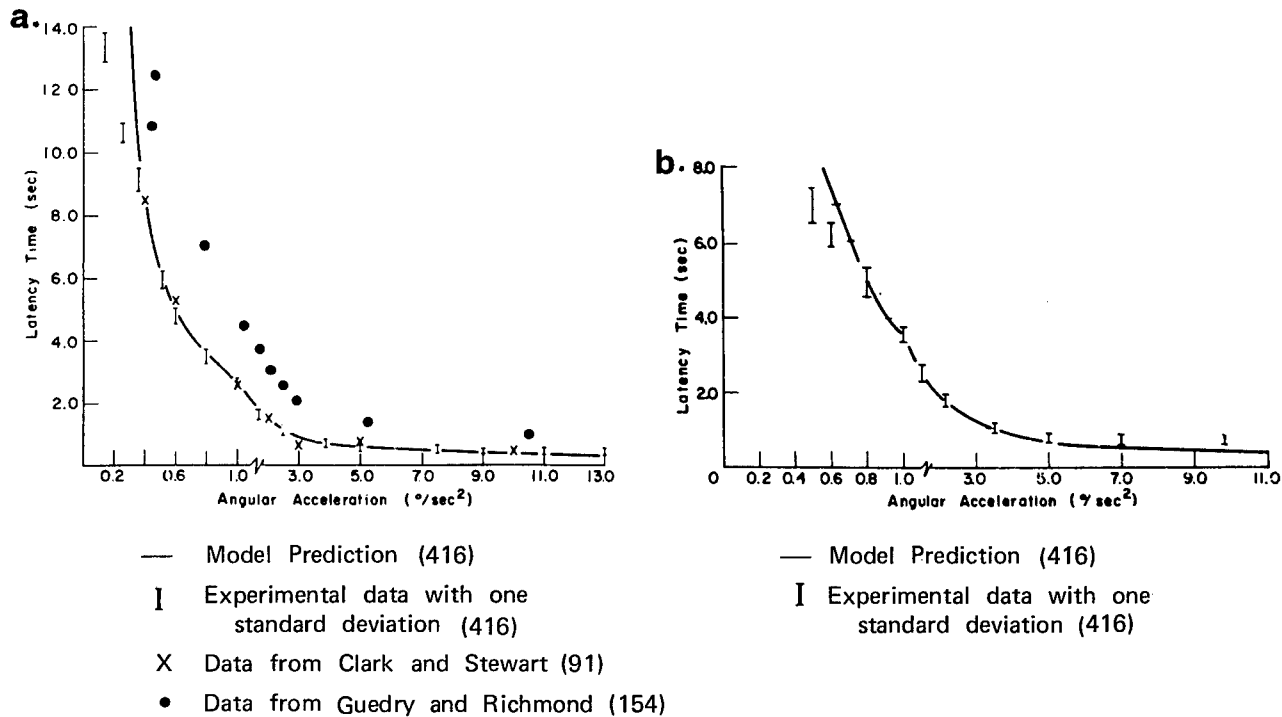 a.
14.0
12.0
10.0
8.0
6.0
4.0
2.0
Latency Time (sec)
0.2 0.6 1.0 3.0 5.0 7.0 9.0 11.0 13.0
Angular Acceleration (°/sec2)
— Model Prediction (416)
I Experimental data with one
standard deviation (416)
X Data from Clark and Stewart (91)
● Data from Guedry and Richmond (154)
b.
8.0
6.0
4.0
2.0
Latency Time (sec)
0 0.2 0.4 0.6 0.8 1.0 3.0 5.0 7.0 9.0 11.0
Angular Acceleration (°/sec2)
— Model Prediction (416)
I Experimental data with one
standard deviation (416)